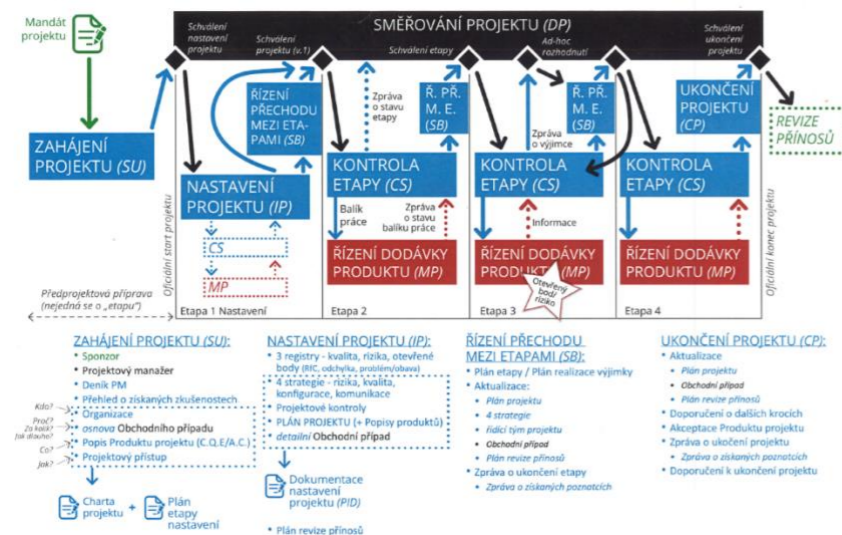 Mandát
projektu
SMĚŘOVÁNÍ PROJEKTU (DP)
Schválení
nastavení
projektu
Schválení
projektu (v.1)
Schválení etapy
Ad-hoc
rozhodnutí
Schválení
ukončení
projektu
ZAHÁJENÍ
PROJEKTU (SU)
ŘÍZENÍ
PŘECHODU
MEZI ETA-
PAMI (SB)
Zpráva
o stavu
etapy
Ř. PŘ.
M. E.
(SB)
Zpráva
o výjimce
Ř. PŘ.
M. E.
(SB)
UKONČENÍ
PROJEKTU
(CP)
REVIZE
PŘÍNOSŮ
NASTAVENÍ
PROJEKTU (IP)
KONTROLA
ETAPY (CS)
KONTROLA
ETAPY (CS)
KONTROLA
ETAPY (CS)
Oficiální start projektu
CS
MP
Balík
práce
Zpráva
o stavu
balíku práce
Informace
Oficiální konec projektu
ŘÍZENÍ DODÁVKY
PRODUKTU (MP)
ŘÍZENÍ DODÁVKY
PRODUKTU (MP)
ŘÍZENÍ DODÁVKY
PRODUKTU (MP)
Otevřený
bod/
riziko
Předprojektová příprava
(nejedná se o „etapu")
Etapa 1 Nastavení
Etapa 2
Etapa 3
Etapa 4
ZAHÁJENÍ PROJEKTU (SU):
• Sponzor
• Projektový manažer
• Deník PM
• Přehled o získaných zkušenostech
Kdo?
• Organizace
Proč?
Za kolik?
Jak dlouho?
• osnova Obchodního případu
Co?
• Popis Produktu projektu (C.Q.E/A.C.)
Jak?
• Projektový přístup
Charta
projektu
+
Plán
etapy
nastavení
NASTAVENÍ PROJEKTU (IP):
• 3 registry - kvalita, rizika, otevřené
body (RfC, odchylka, problém/obava)
• 4 strategie - rizika, kvalita,
konfigurace, komunikace
• Projektové kontroly
• PLÁN PROJEKTU (+ Popisy produktů)
• detailní Obchodní případ
Dokumentace
nastavení
projektu (PID)
• Plán revize přínosů
ŘÍZENÍ PŘECHODU
MEZI ETAPAMI (SB):
• Plán etapy / Plán realizace výjimky
• Aktualizace:
• Plán projektu
• 4 strategie
• řídící tým projektu
• Obchodní případ
• Plán revize přínosů
• Zpráva o ukončení etapy
• Zpráva o získaných poznatcích
UKONČENÍ PROJEKTU (CP):
• Aktualizace
• Plán projektu
• Obchodní případ
• Plán revize přínosů
• Doporučení o dalších krocích
• Akceptace Produktu projektu
• Zpráva o ukočení projektu
• Zpráva o získaných poznatcích
• Doporučení k ukončení projektu